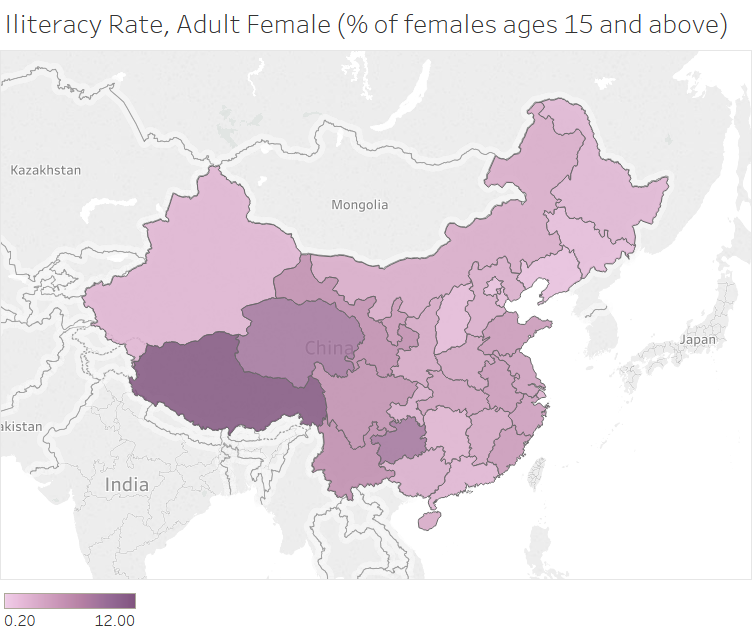 Iliteracy Rate, Adult Female (% of females ages 15 and above)
Kazakhstan
Mongolia
China
Japan
akistan
India
0.20 12.00